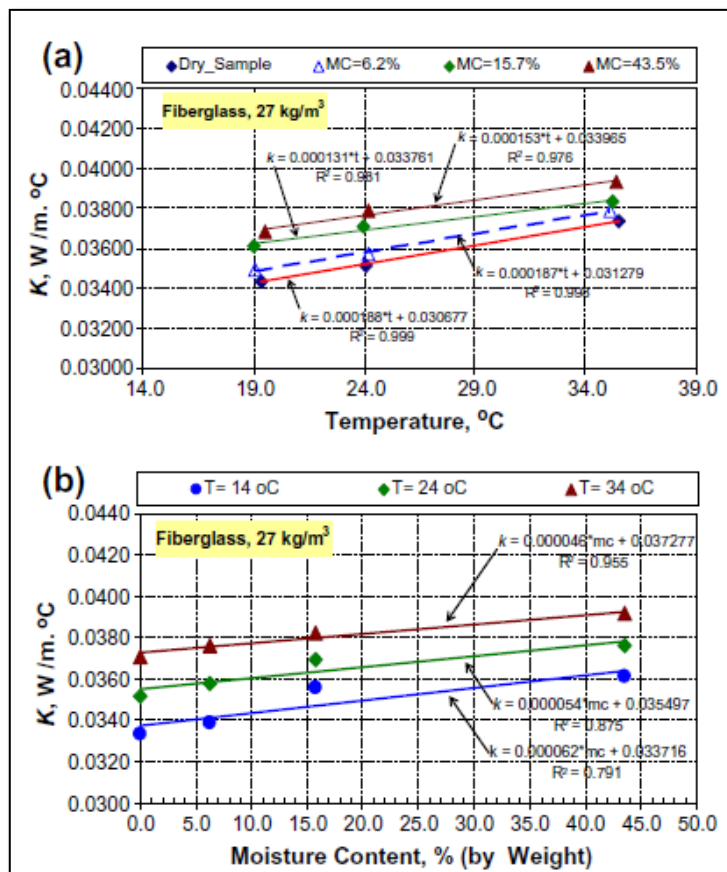 (a)
Dry_Sample MC=6.2% MC=15.7% MC=43.5%
0.04400
Fiberglass, 27 kg/m³
0.04200
k = 0.000153*t + 0.033965
R² = 0.976
k = 0.000131*t + 0.033761
R² = 0.981
0.04000
0.03800
0.03600
k = 0.000187*t + 0.031279
R² = 0.993
0.03400
k = 0.000188*t + 0.030677
R² = 0.999
0.03200
0.03000
K, W /m. ºC
14.0 19.0 24.0 29.0 34.0 39.0
Temperature, ºC
(b)
T= 14 oC T= 24 oC T= 34 oC
0.0440
Fiberglass, 27 kg/m³
k = 0.000046*mc + 0.037277
R² = 0.955
0.0420
0.0400
0.0380
0.0360
k = 0.000054*mc + 0.035497
R² = 0.875
0.0340
k = 0.000062*mc + 0.033716
R² = 0.791
0.0320
0.0300
K, W /m. ºC
0.0 5.0 10.0 15.0 20.0 25.0 30.0 35.0 40.0 45.0 50.0
Moisture Content, % (by Weight)